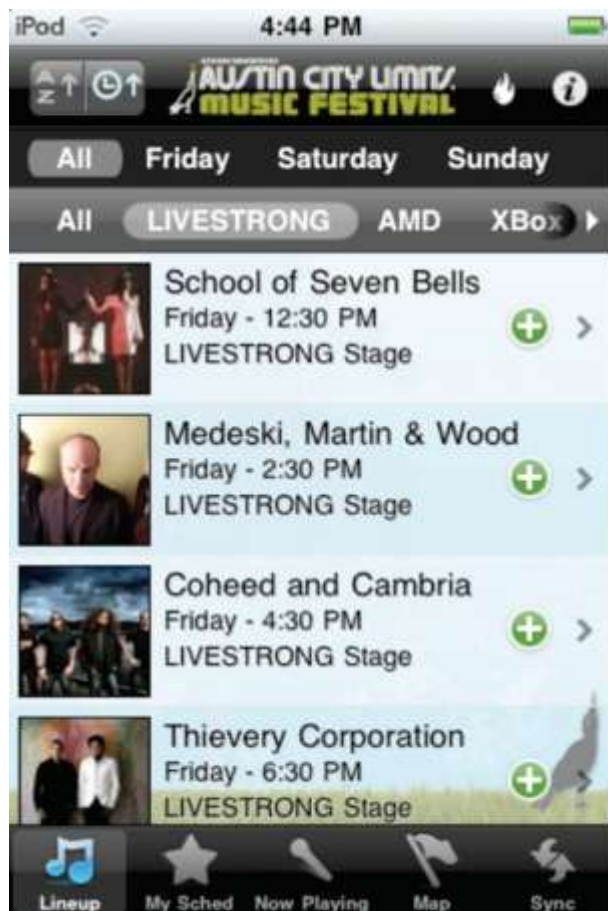 iPod 4:44 PM
A Z
AUSTIN CITY LIMITS
MUSIC FESTIVAL
All Friday Saturday Sunday
All LIVESTRONG AMD XBox
School of Seven Bells
Friday - 12:30 PM
LIVESTRONG Stage
Medeski, Martin & Wood
Friday - 2:30 PM
LIVESTRONG Stage
Coheed and Cambria
Friday - 4:30 PM
LIVESTRONG Stage
Thievery Corporation
Friday - 6:30 PM
LIVESTRONG Stage
Lineup My Sched Now Playing Map Sync